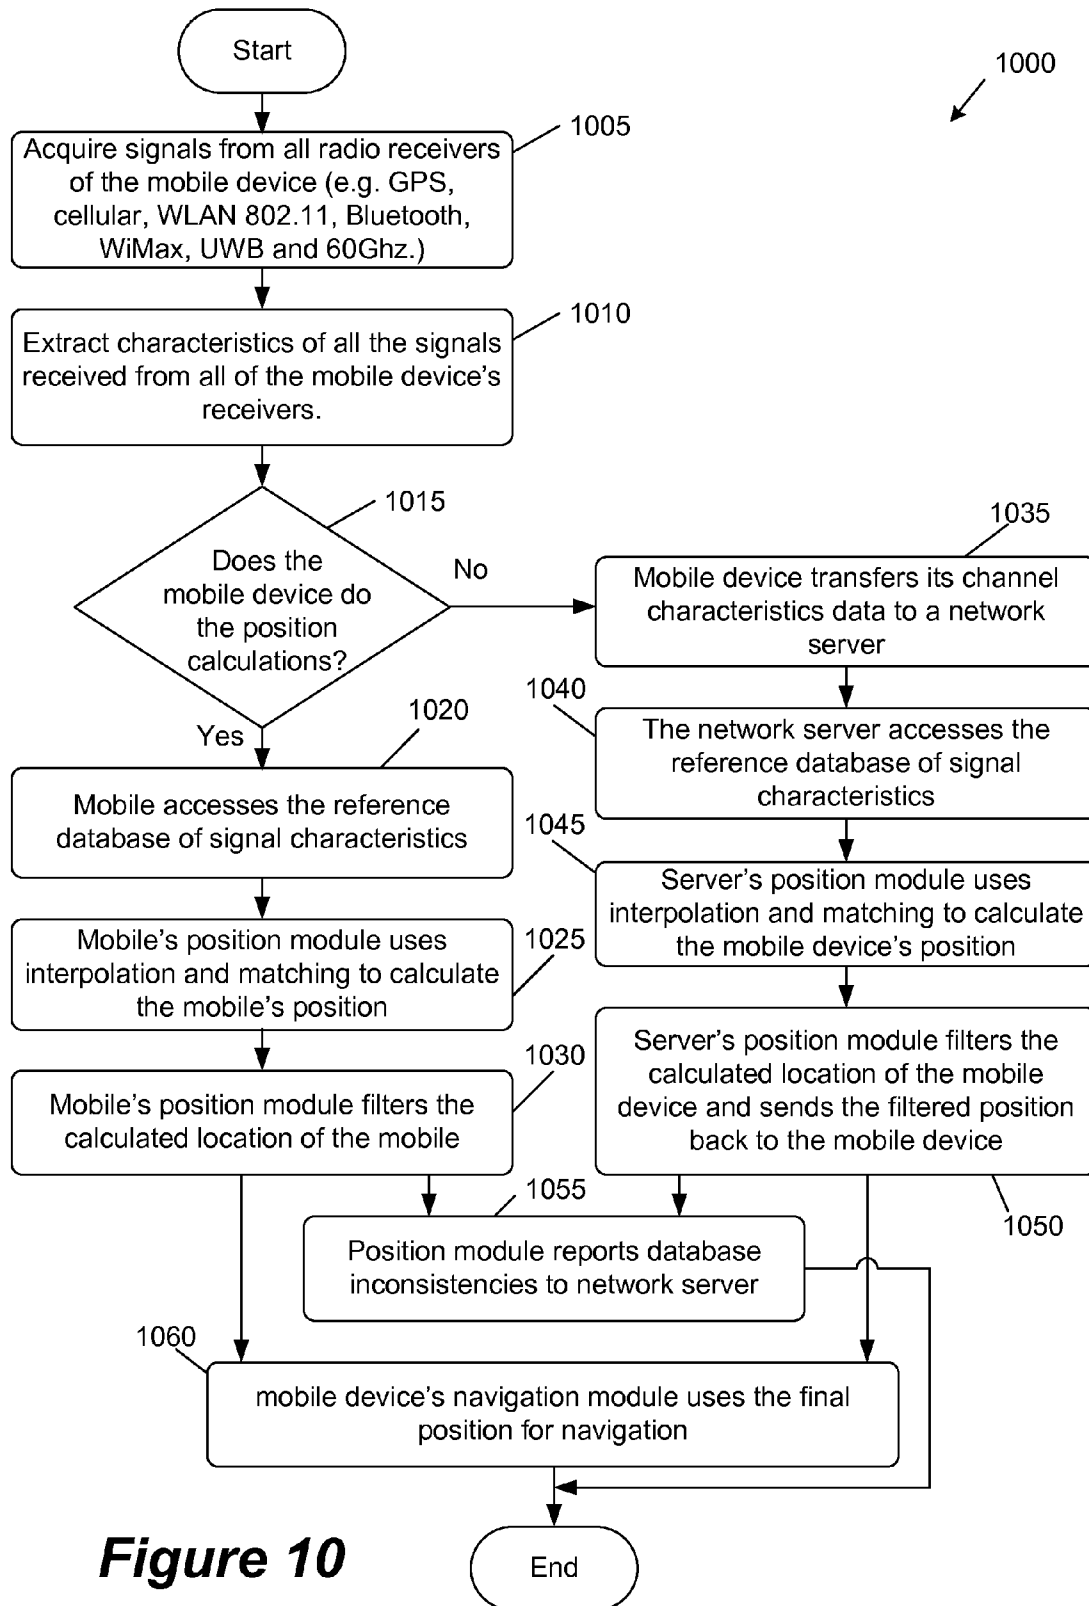 Start
1000
1005
Acquire signals from all radio receivers
of the mobile device (e.g. GPS,
cellular, WLAN 802.11, Bluetooth,
WiMax, UWB and 60Ghz.)
1010
Extract characteristics of all the signals
received from all of the mobile device's
receivers.
1015
Does the
mobile device do
the position
calculations?
No
Yes
1020
Mobile accesses the reference
database of signal characteristics
1025
Mobile's position module uses
interpolation and matching to calculate
the mobile's position
1030
Mobile's position module filters the
calculated location of the mobile
1035
Mobile device transfers its channel
characteristics data to a network
server
1040
The network server accesses the
reference database of signal
characteristics
1045
Server's position module uses
interpolation and matching to calculate
the mobile device's position
Server's position module filters the
calculated location of the mobile
device and sends the filtered position
back to the mobile device
1050
1055
Position module reports database
inconsistencies to network server
1060
mobile device's navigation module uses the final
position for navigation
End
Figure 10